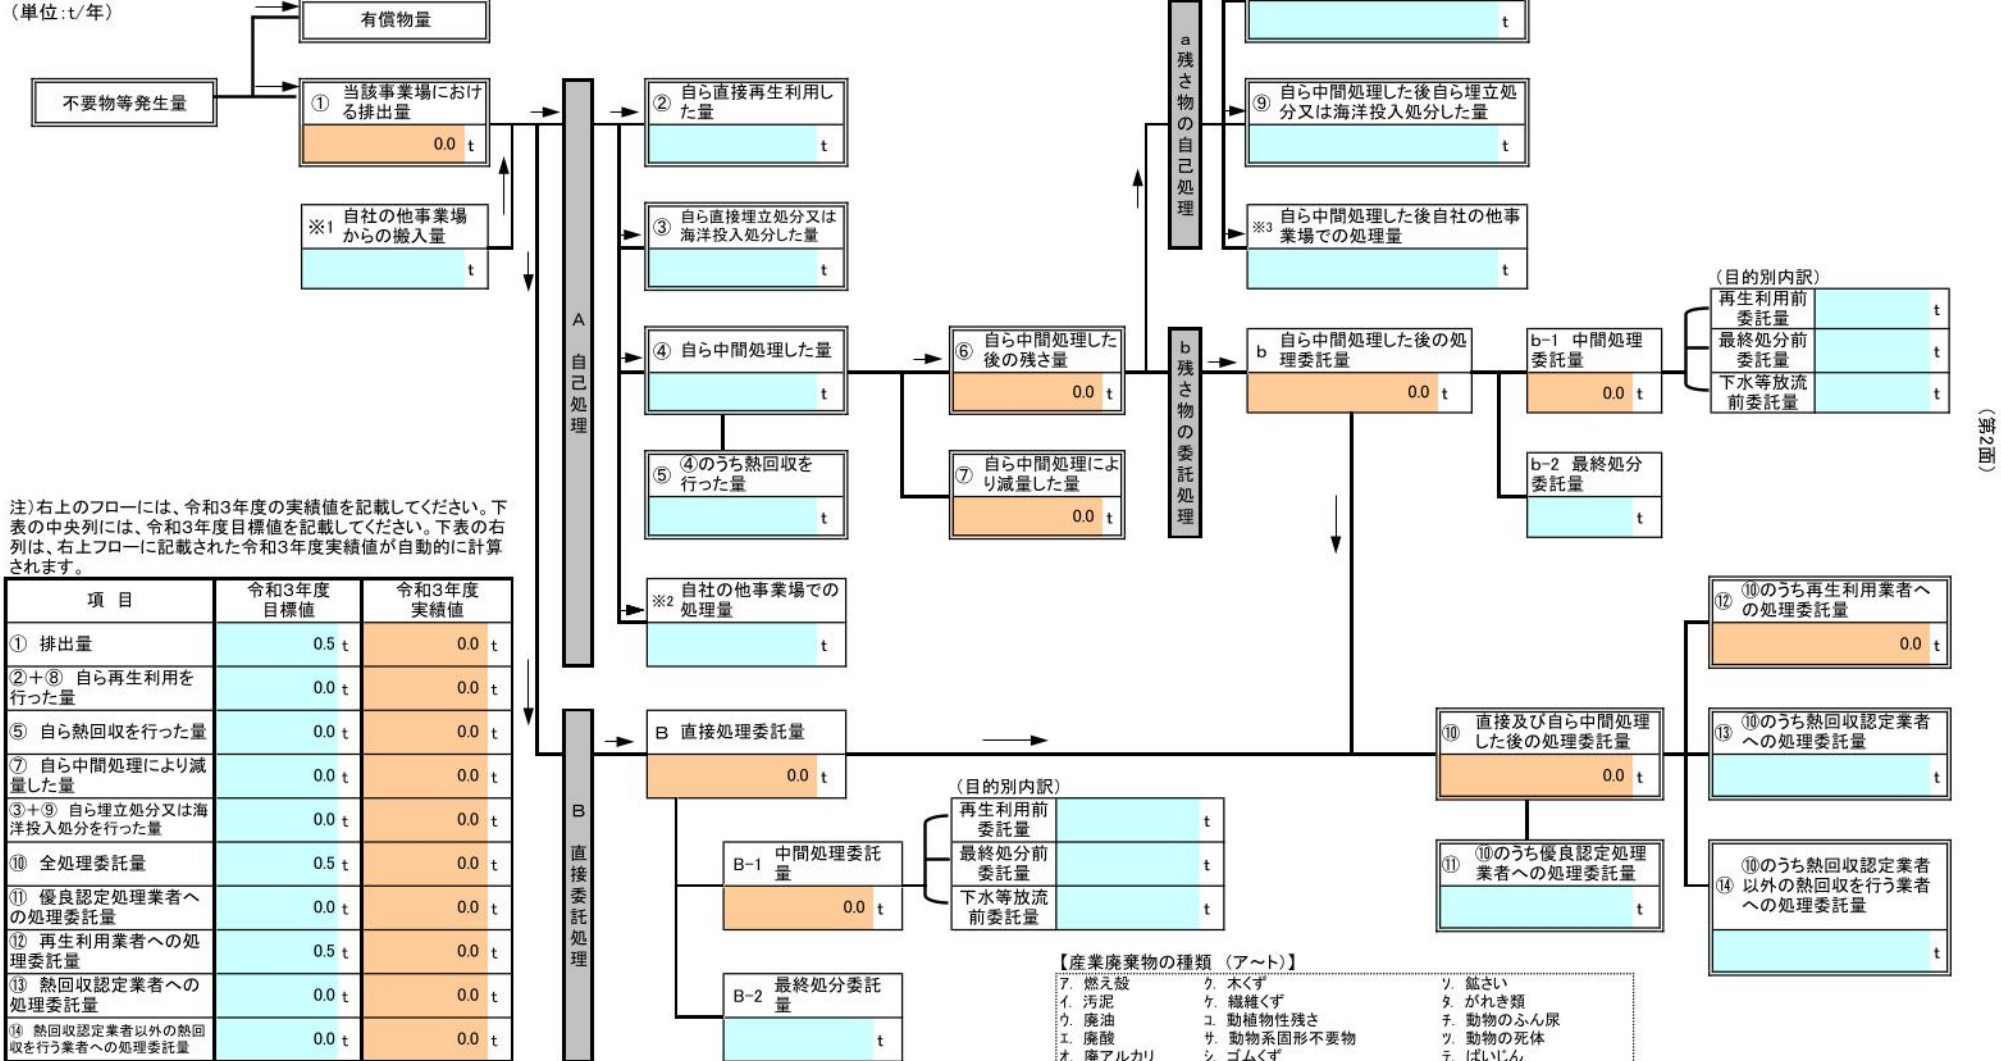 (単位:t/年)
有償物量
不要物等発生量
① 当該事業場におけ
る排出量
0.0 t
※1 自社の他事業場
からの搬入量
t
A 自己処理
② 自ら直接再生利用し
た量
t
③ 自ら直接埋立処分又は
海洋投入処分した量
t
④ 自ら中間処理した量
t
⑤ ④のうち熱回収を
行った量
t
※2 自社の他事業場での
処理量
t
⑥ 自ら中間処理した
後の残さ量
0.0 t
⑦ 自ら中間処理によ
り減量した量
0.0 t
a残さ物の自己処理
t
⑨ 自ら中間処理した後自ら埋立処
分又は海洋投入処分した量
t
※3 自ら中間処理した後自社の他事
業場での処理量
t
b残さ物の委託処理
b 自ら中間処理した後の処
理委託量
0.0 t
b-1 中間処理
委託量
0.0 t
b-2 最終処分
委託量
t
(目的別内訳)
再生利用前
委託量
t
最終処分前
委託量
t
下水等放流
前委託量
t
(第2面)
注)右上のフローには、令和3年度の実績値を記載してください。下
表の中央列には、令和3年度目標値を記載してください。下表の右
列は、右上フローに記載された令和3年度実績値が自動的に計算
されます。
項 目
令和3年度
目標値
令和3年度
実績値
① 排出量 0.5 t 0.0 t
②+⑧ 自ら再生利用を
行った量 0.0 t 0.0 t
⑤ 自ら熱回収を行った量 0.0 t 0.0 t
⑦ 自ら中間処理により減
量した量 0.0 t 0.0 t
③+⑨ 自ら埋立処分又は海
洋投入処分を行った量 0.0 t 0.0 t
⑩ 全処理委託量 0.5 t 0.0 t
⑪ 優良認定処理業者へ
の処理委託量 0.0 t 0.0 t
⑫ 再生利用業者への処
理委託量 0.5 t 0.0 t
⑬ 熱回収認定業者への
処理委託量 0.0 t 0.0 t
⑭ 熱回収認定業者以外の熱回
収を行う業者への処理委託量 0.0 t 0.0 t
B 直接委託処理
B 直接処理委託量
0.0 t
B-1 中間処理委託
量
0.0 t
B-2 最終処分委託
量
t
(目的別内訳)
再生利用前
委託量
t
最終処分前
委託量
t
下水等放流
前委託量
t
⑩ 直接及び自ら中間処理
した後の処理委託量
0.0 t
⑪ ⑩のうち優良認定処理
業者への処理委託量
t
⑫ ⑩のうち再生利用業者へ
の処理委託量
0.0 t
⑬ ⑩のうち熱回収認定業者
への処理委託量
t
⑭ ⑩のうち熱回収認定業者
以外の熱回収を行う業者
への処理委託量
t
【産業廃棄物の種類 (ア~ト)】
ア. 燃え殻 ク. 木くず ソ. 鉱さい
イ. 汚泥 ケ. 繊維くず タ. がれき類
ウ. 廃油 コ. 動植物性残さ チ. 動物のふん尿
エ. 廃酸 サ. 動物系固形不要物 ツ. 動物の死体
オ. 廃アルカリ シ. ゴムくず テ. ばいじん